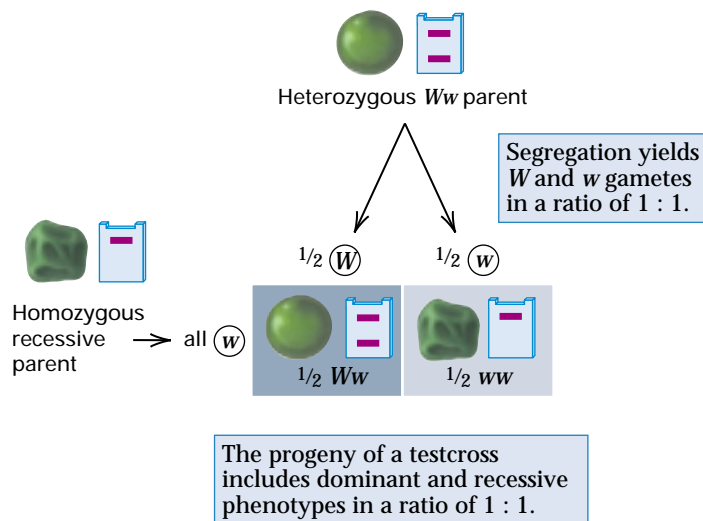 Heterozygous Ww parent
Segregation yields
W and w gametes
in a ratio of 1 : 1.
1/2 W
1/2 w
Homozygous
recessive
parent
all w
1/2 Ww
1/2 ww
The progeny of a testcross
includes dominant and recessive
phenotypes in a ratio of 1 : 1.